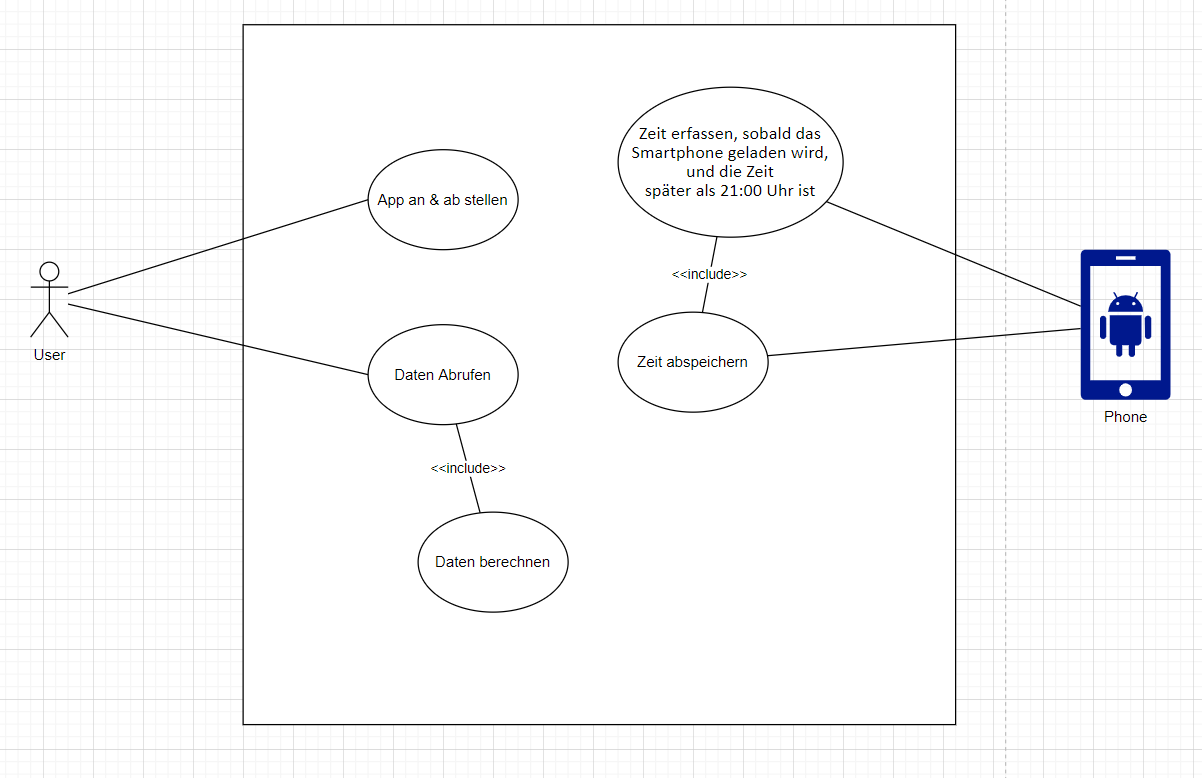 Zeit erfassen, sobald das
Smartphone geladen wird,
und die Zeit
später als 21:00 Uhr ist
App an & ab stellen
<<include>>
User
Daten Abrufen
Zeit abspeichern
Phone
<<include>>
Daten berechnen